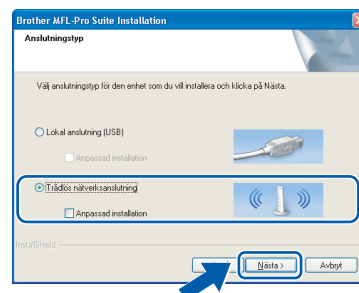 Brother MFL-Pro Suite Installation
Anslutningstyp
Välj anslutningstyp för den enhet som du vill installera och klicka på Nästa.
Lokal anslutning (USB)
Anpassad installation
Trådlös nätverksanslutning
Anpassad installation
InstallShield
Nästa >
Avbryt